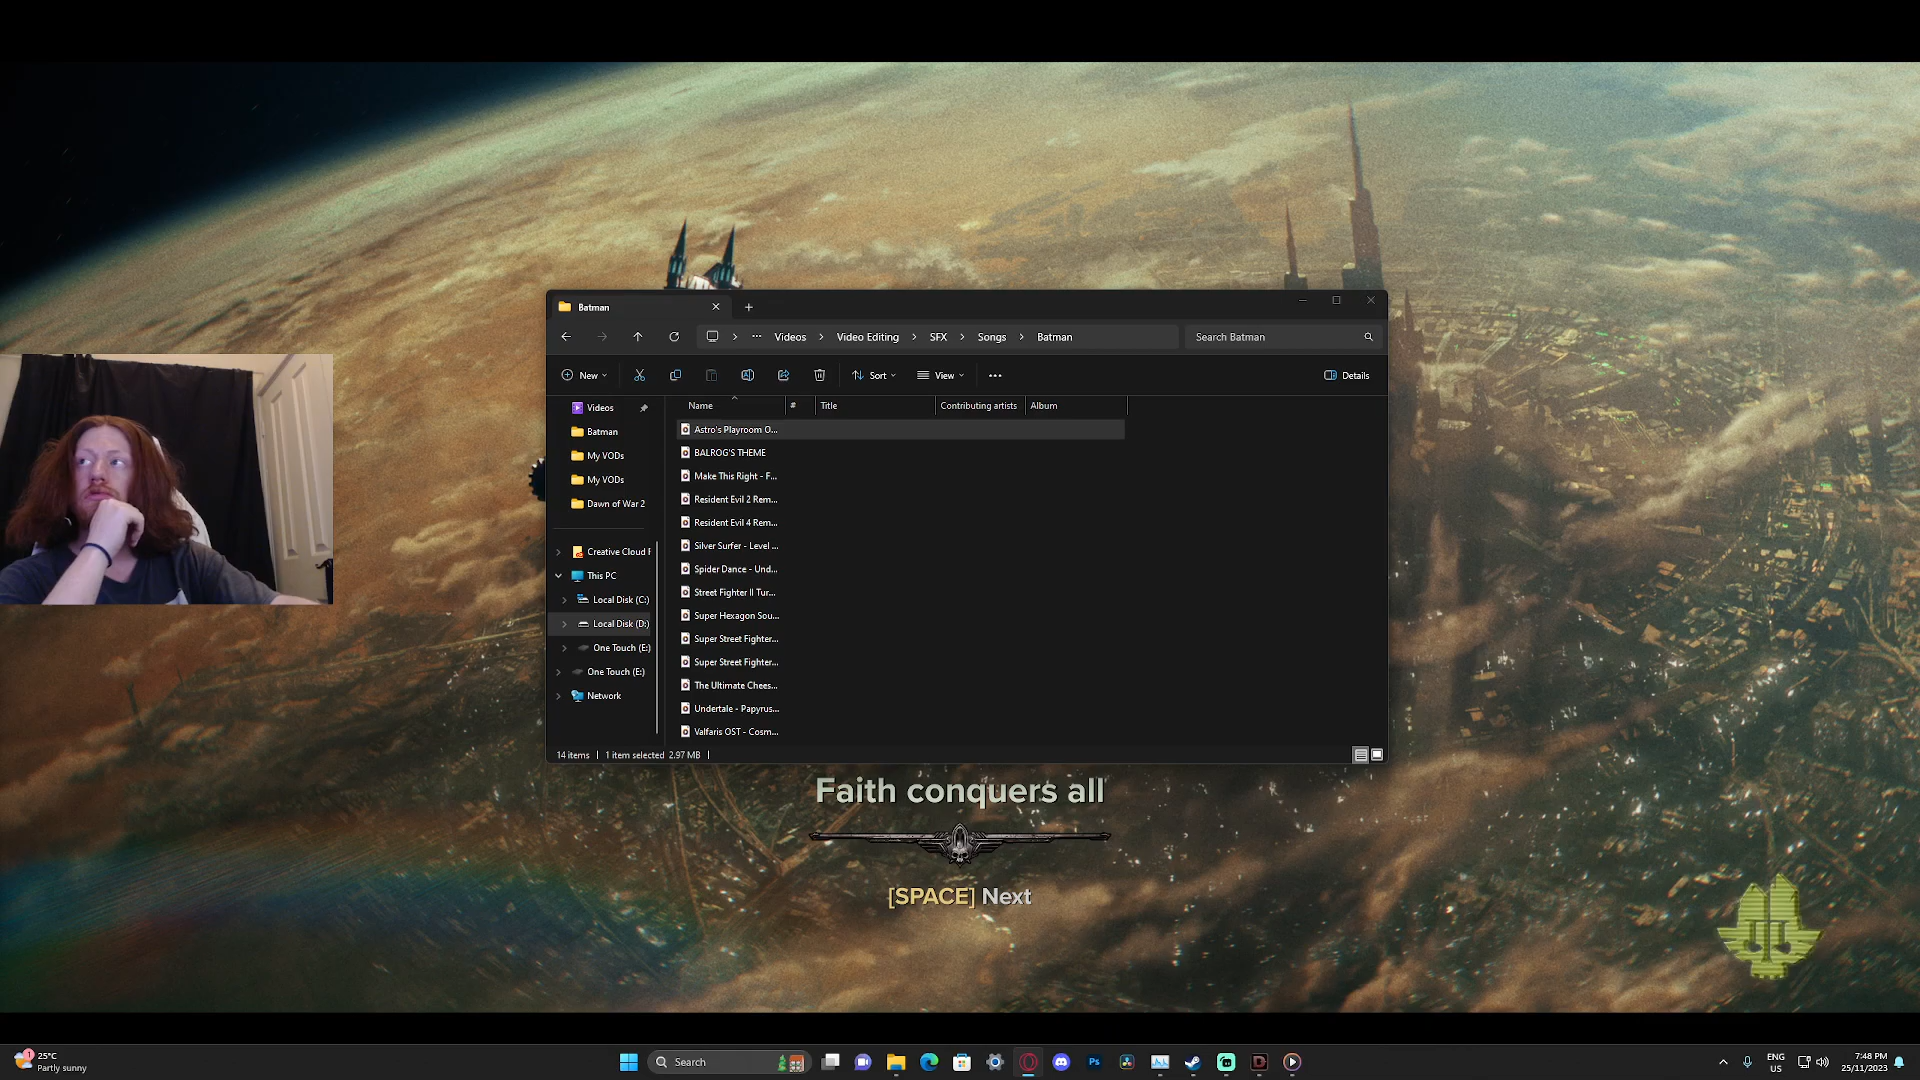 Batman
Videos
Video Editing
SFX
Songs
Batman
Search Batman
New
Sort
View
Details
Videos
Batman
My VODs
My VODs
Dawn of War 2
Creative Cloud F
This PC
Local Disk (C:)
Local Disk (D:)
One Touch (E:)
One Touch (E:)
Network
Name
#
Title
Contributing artists
Album
Astro's Playroom O...
BALROG'S THEME
Make This Right - F...
Resident Evil 2 Rem...
Resident Evil 4 Rem...
Silver Surfer - Level ...
Spider Dance - Und...
Street Fighter II Tur...
Super Hexagon Sou...
Super Street Fighter...
Super Street Fighter...
The Ultimate Chees...
Undertale - Papyrus...
Valfaris OST - Cosm...
14 items
1 item selected 2.97 MB
Faith conquers all
[SPACE] Next
1
25°C
Partly sunny
Search
Ps
ENG
US
7:48 PM
25/11/2023